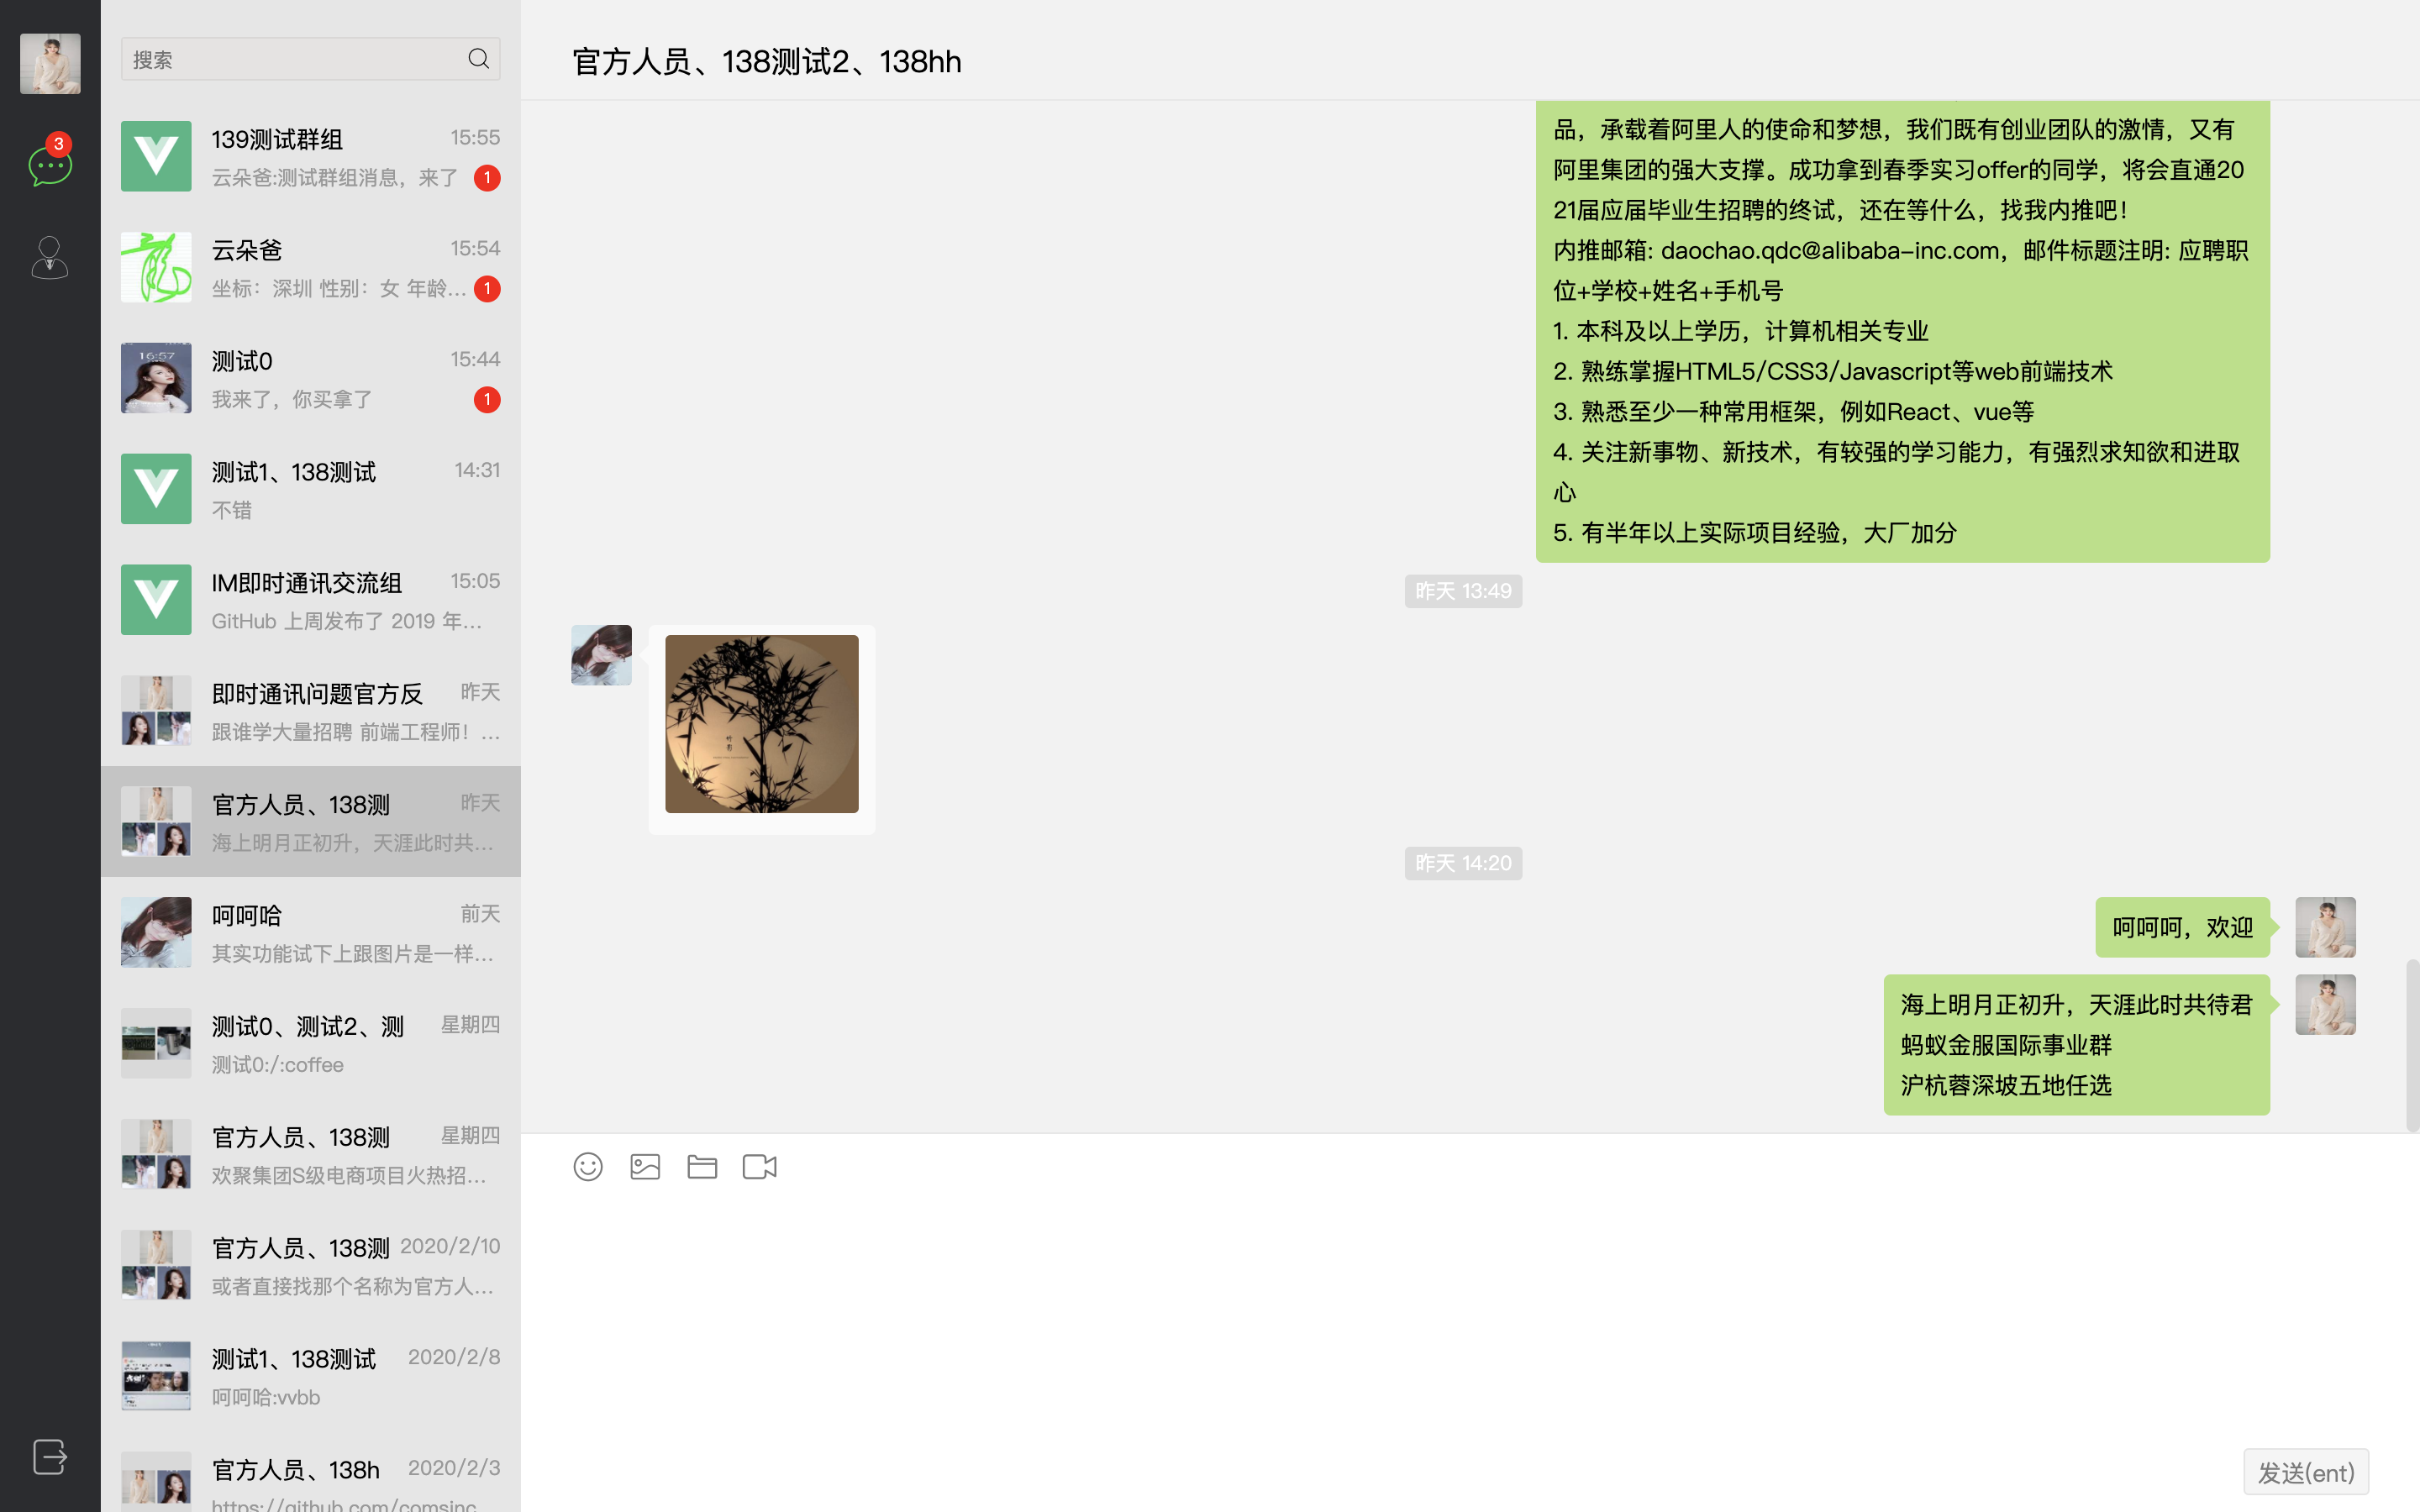 3
搜索
139测试群组
15:55
云朵爸:测试群组消息，来了
1
云朵爸
15:54
坐标：深圳 性别：女 年龄...
1
16:57
测试0
15:44
我来了，你买拿了
1
测试1、138测试
14:31
不错
IM即时通讯交流组
15:05
GitHub 上周发布了 2019 年...
即时通讯问题官方反
昨天
跟谁学大量招聘 前端工程师！...
官方人员、138测
昨天
海上明月正初升，天涯此时共...
呵呵哈
前天
其实功能试下上跟图片是一样...
测试0、测试2、测
星期四
测试0:/:coffee
官方人员、138测
星期四
欢聚集团S级电商项目火热招...
官方人员、138测
2020/2/10
或者直接找那个名称为官方人...
测试1、138测试
2020/2/8
呵呵哈:vvbb
官方人员、138h
2020/2/3
https://github.com/comsinc
官方人员、138测试2、138hh
品，承载着阿里人的使命和梦想，我们既有创业团队的激情，又有
阿里集团的强大支撑。成功拿到春季实习offer的同学，将会直通20
21届应届毕业生招聘的终试，还在等什么，找我内推吧！
内推邮箱: daochao.qdc@alibaba-inc.com，邮件标题注明: 应聘职
位+学校+姓名+手机号
1. 本科及以上学历，计算机相关专业
2. 熟练掌握HTML5/CSS3/Javascript等web前端技术
3. 熟悉至少一种常用框架，例如React、vue等
4. 关注新事物、新技术，有较强的学习能力，有强烈求知欲和进取
心
5. 有半年以上实际项目经验，大厂加分
昨天 13:49
昨天 14:20
呵呵呵，欢迎
海上明月正初升，天涯此时共待君
蚂蚁金服国际事业群
沪杭蓉深坡五地任选
发送(ent)